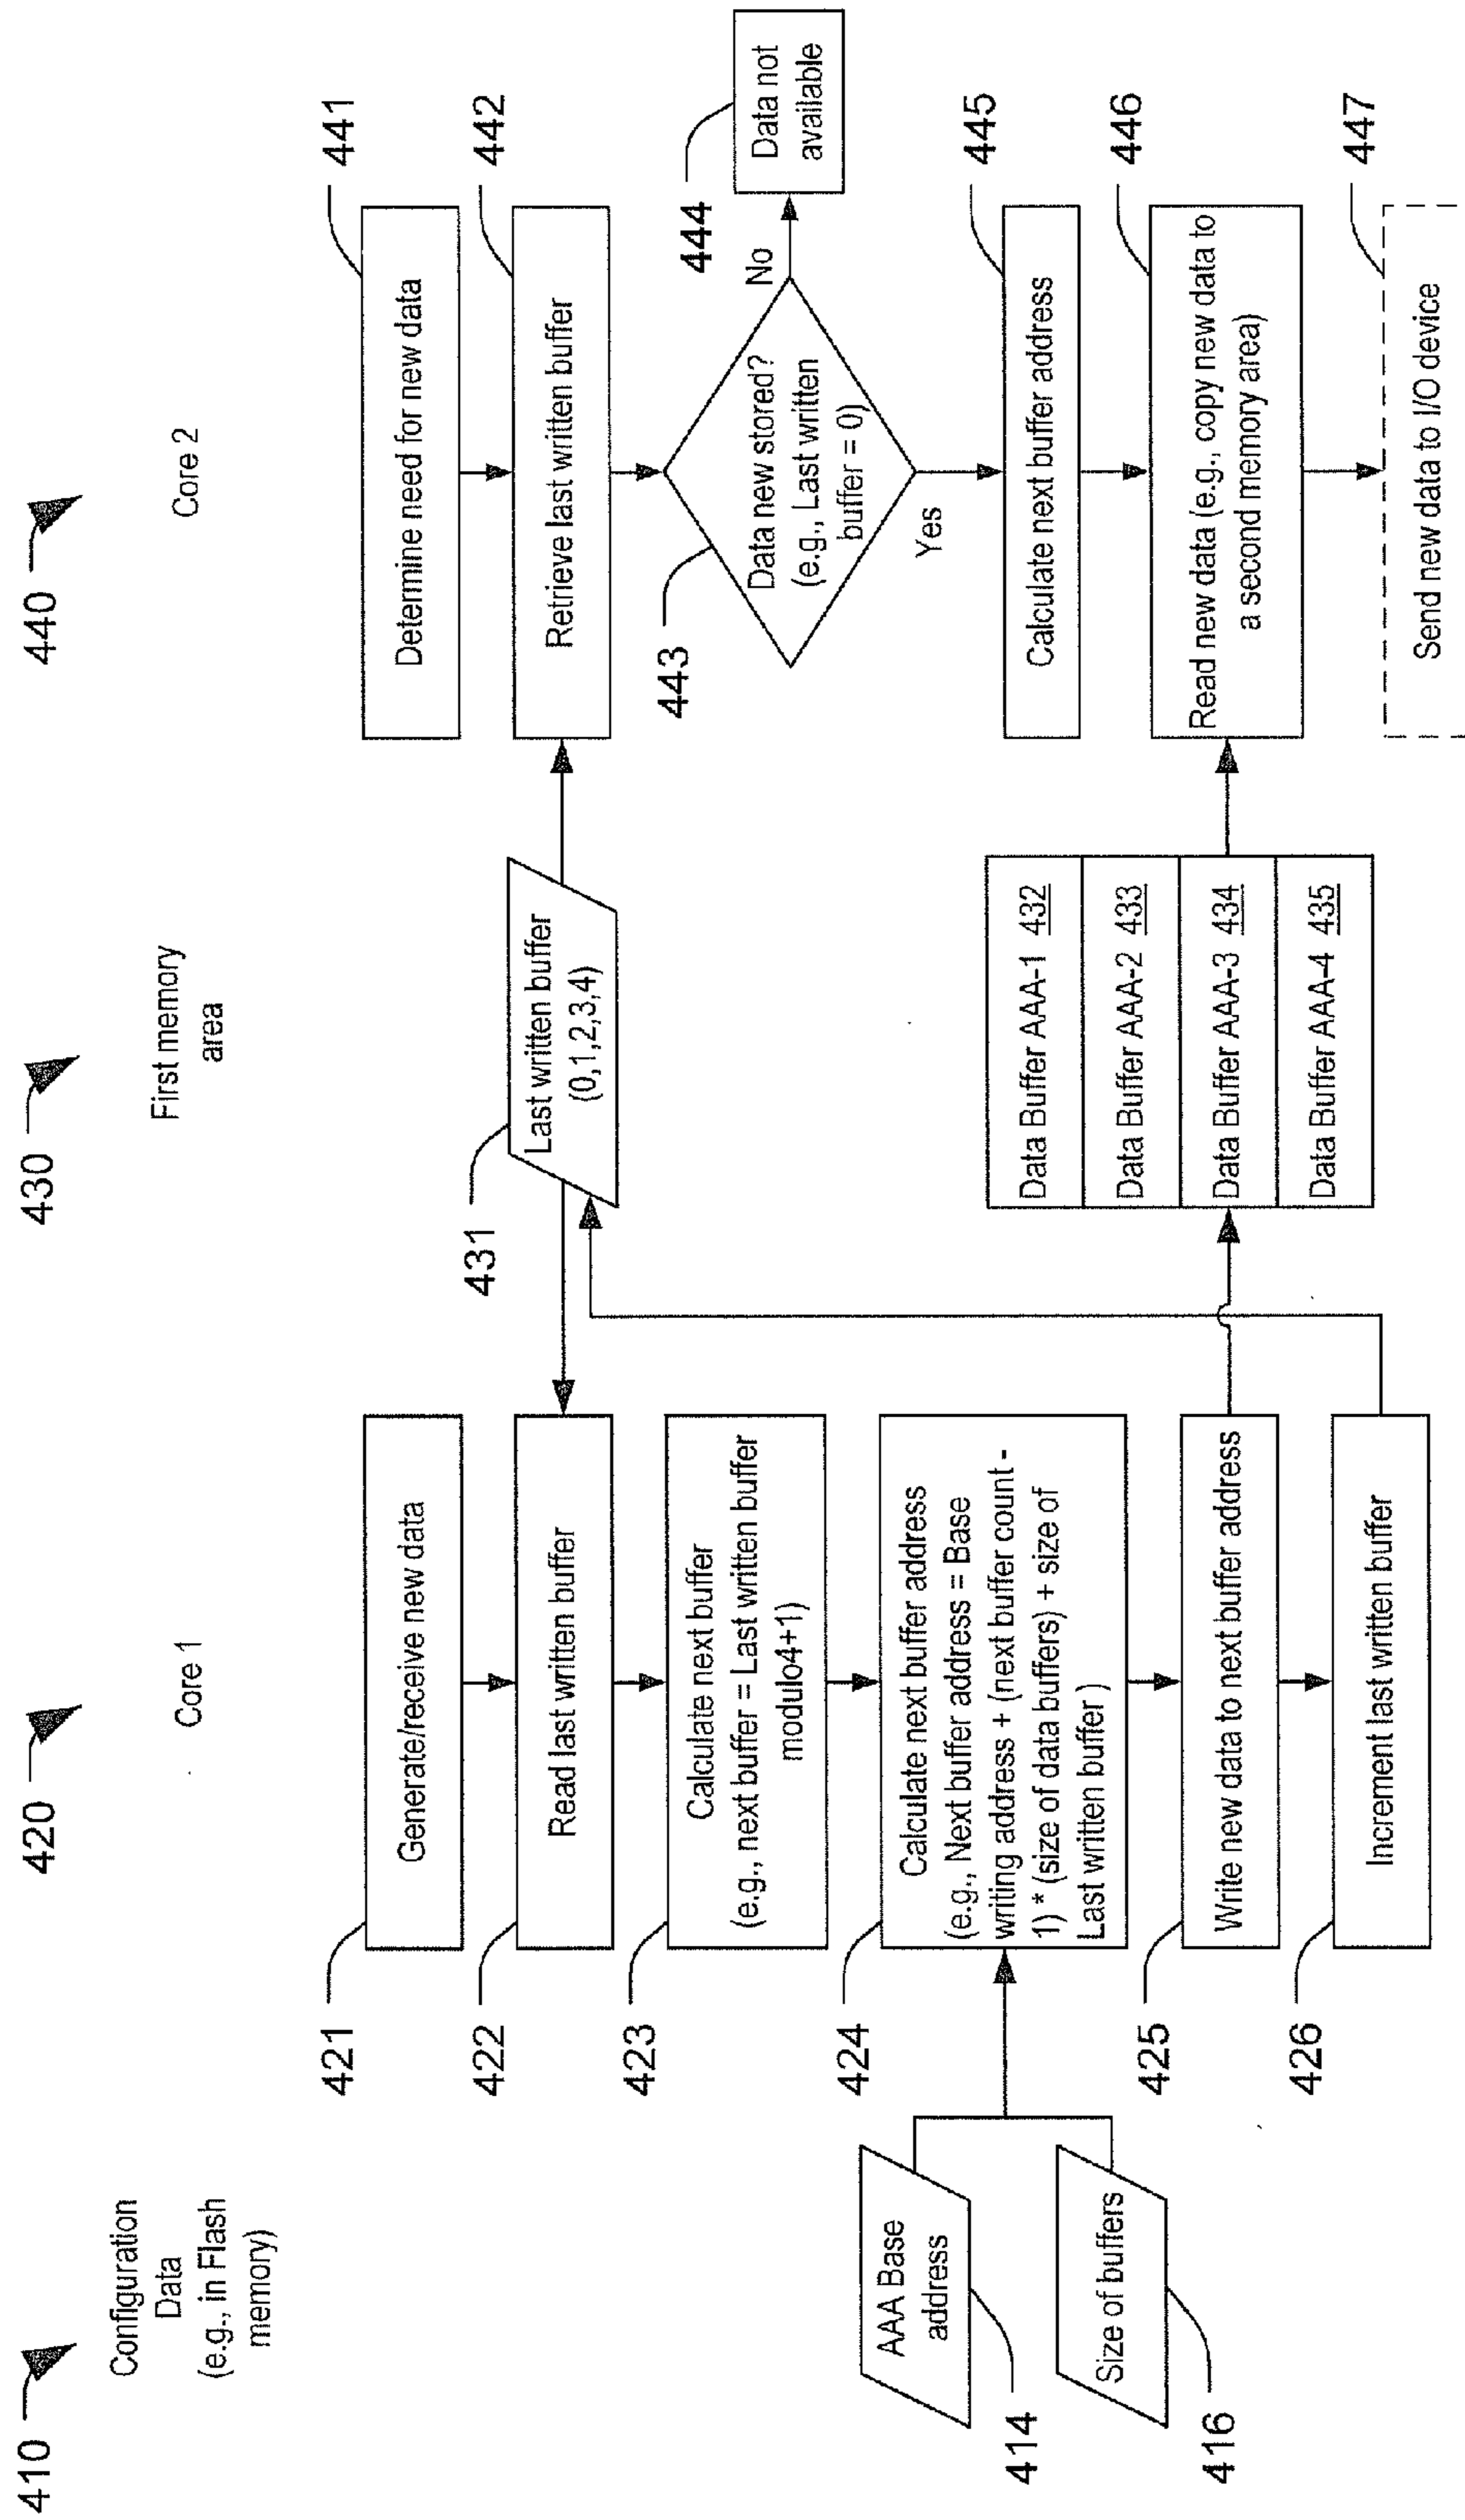 410
Configuration
Data
(e.g., in Flash
memory)
AAA Base
address
414
Size of buffers
416
420
Core 1
421
Generate/receive new data
422
Read last written buffer
423
Calculate next buffer
(e.g., next buffer = Last written buffer
modulo4+1)
424
Calculate next buffer address
(e.g., Next buffer address = Base
writing address + (next buffer count -
1) * (size of data buffers) + size of
Last written buffer )
425
Write new data to next buffer address
426
Increment last written buffer
430
First memory
area
431
Last written buffer
(0,1,2,3,4)
Data Buffer AAA-1 432
Data Buffer AAA-2 433
Data Buffer AAA-3 434
Data Buffer AAA-4 435
440
Core 2
441
Determine need for new data
442
Retrieve last written buffer
443
Data new stored?
(e.g., Last written
buffer = 0)
No
444
Data not
available
Yes
445
Calculate next buffer address
446
Read new data (e.g., copy new data to
a second memory area)
447
Send new data to I/O device